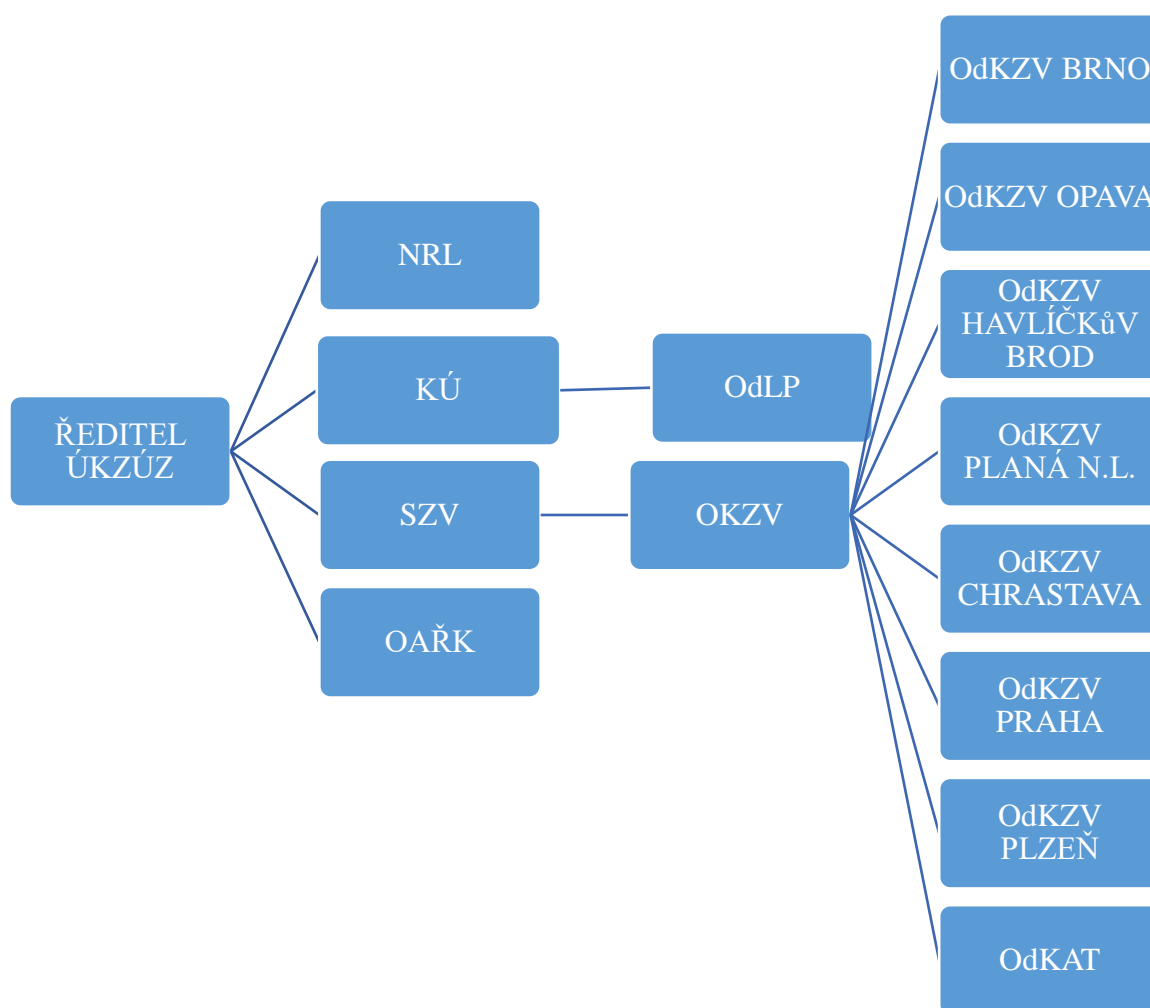 ŘEDITEL
ÚKZÚZ
NRL
KÚ
SZV
OAŘK
OdLP
OKZV
OdKZV BRNO
OdKZV OPAVA
OdKZV
HAVLÍČKůV
BROD
OdKZV
PLANÁ N.L.
OdKZV
CHRASTAVA
OdKZV
PRAHA
OdKZV
PLZEŇ
OdKAT